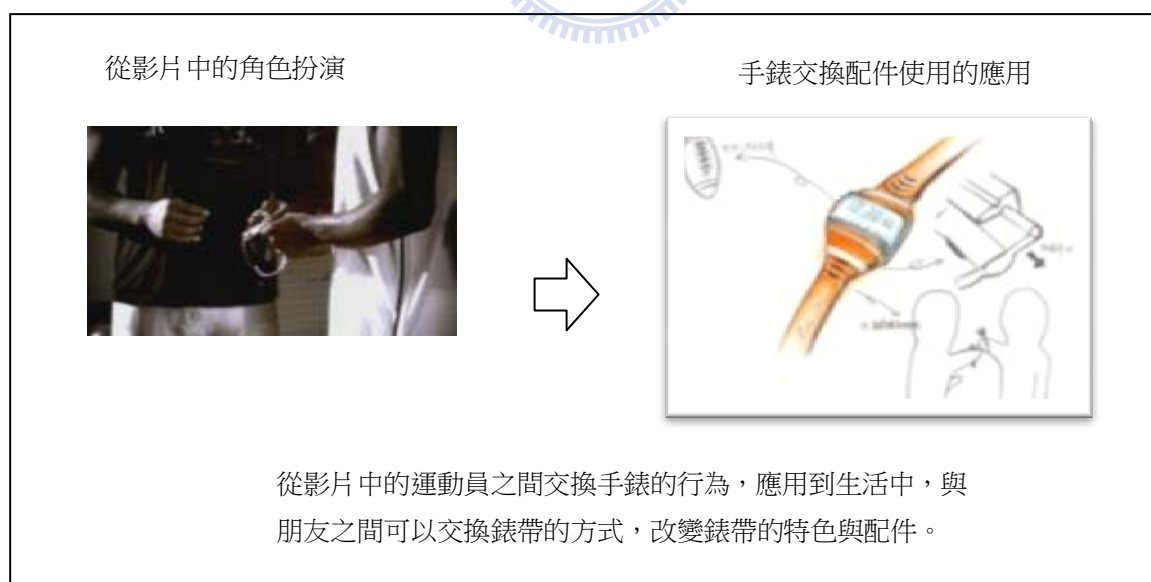 從影片中的角色扮演
手錶交換配件使用的應用
從影片中的運動員之間交換手錶的行為，應用到生活中，與
朋友之間可以交換錶帶的方式，改變錶帶的特色與配件。